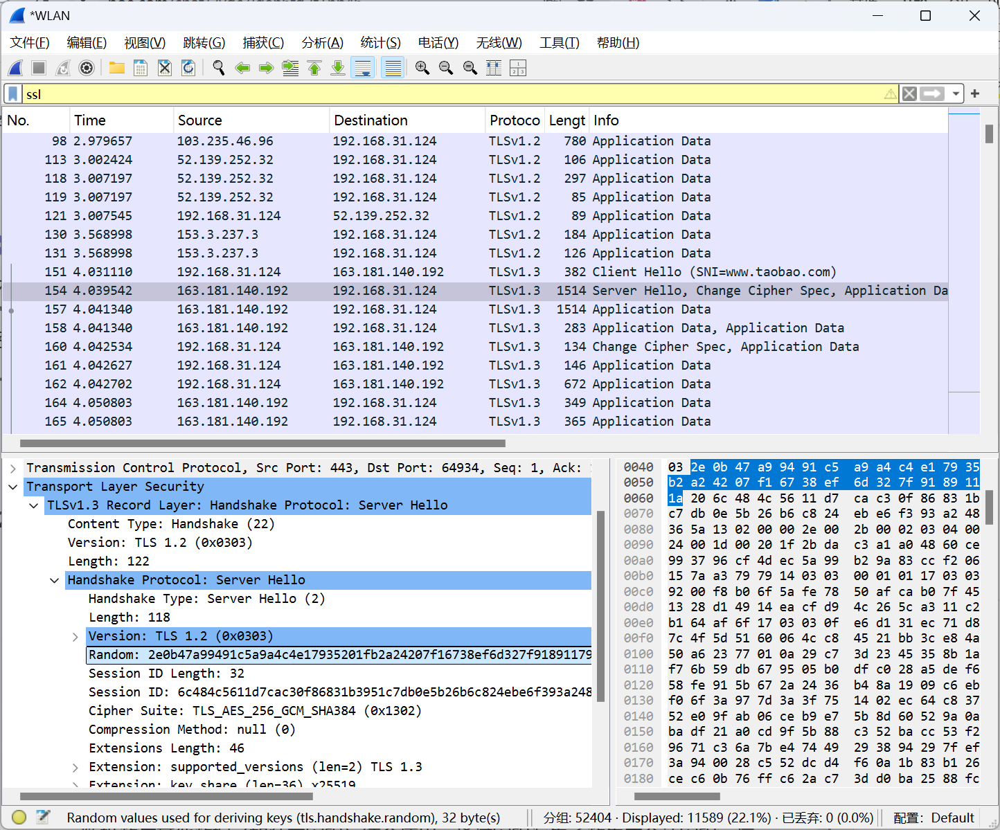 *WLAN
文件(F) 编辑(E) 视图(V) 跳转(G) 捕获(C) 分析(A) 统计(S) 电话(Y) 无线(W) 工具(T) 帮助(H)
ssl
No. Time Source Destination Protoco Lengt Info
98 2.979657 103.235.46.96 192.168.31.124 TLSv1.2 780 Application Data
113 3.002424 52.139.252.32 192.168.31.124 TLSv1.2 106 Application Data
118 3.007197 52.139.252.32 192.168.31.124 TLSv1.2 297 Application Data
119 3.007197 52.139.252.32 192.168.31.124 TLSv1.2 85 Application Data
121 3.007545 192.168.31.124 52.139.252.32 TLSv1.2 89 Application Data
130 3.568998 153.3.237.3 192.168.31.124 TLSv1.2 184 Application Data
131 3.568998 153.3.237.3 192.168.31.124 TLSv1.2 126 Application Data
151 4.031110 192.168.31.124 163.181.140.192 TLSv1.3 382 Client Hello (SNI=www.taobao.com)
154 4.039542 163.181.140.192 192.168.31.124 TLSv1.3 1514 Server Hello, Change Cipher Spec, Application Da
157 4.041340 163.181.140.192 192.168.31.124 TLSv1.3 1514 Application Data
158 4.041340 163.181.140.192 192.168.31.124 TLSv1.3 283 Application Data, Application Data
160 4.042534 192.168.31.124 163.181.140.192 TLSv1.3 134 Change Cipher Spec, Application Data
161 4.042627 192.168.31.124 163.181.140.192 TLSv1.3 146 Application Data
162 4.042702 192.168.31.124 163.181.140.192 TLSv1.3 672 Application Data
164 4.050803 163.181.140.192 192.168.31.124 TLSv1.3 349 Application Data
165 4.050803 163.181.140.192 192.168.31.124 TLSv1.3 365 Application Data
Transmission Control Protocol, Src Port: 443, Dst Port: 64934, Seq: 1, Ack:
Transport Layer Security
TLSv1.3 Record Layer: Handshake Protocol: Server Hello
Content Type: Handshake (22)
Version: TLS 1.2 (0x0303)
Length: 122
Handshake Protocol: Server Hello
Handshake Type: Server Hello (2)
Length: 118
Version: TLS 1.2 (0x0303)
Random: 2e0b47a99491c5a9a4c4e17935201fb2a24207f16738ef6d327f91891179
Session ID Length: 32
Session ID: 6c484c5611d7cac30f86831b3951c7db0e5b26b6c824ebe6f393a248
Cipher Suite: TLS_AES_256_GCM_SHA384 (0x1302)
Compression Method: null (0)
Extensions Length: 46
Extension: supported_versions (len=2) TLS 1.3
Extension: key_share (len=36) x25519
0040 03 2e 0b 47 a9 94 91 c5 a9 a4 c4 e1 79 35
0050 b2 a2 42 07 f1 67 38 ef 6d 32 7f 91 89 11
0060 1a 20 6c 48 4c 56 11 d7 ca c3 0f 86 83 1b
0070 c7 db 0e 5b 26 b6 c8 24 eb e6 f3 93 a2 48
0080 36 5a 13 02 00 00 2e 00 2b 00 02 03 04 00
0090 24 00 1d 00 20 1f 2b da c3 a1 a0 48 60 ce
00a0 99 37 96 cf 4d ec 5a 99 b2 9a 83 cc f2 06
00b0 15 7a a3 79 79 14 03 03 00 01 01 17 03 03
00c0 92 00 f8 b0 6f 5a fe 78 50 af ca b0 7f 45
00d0 13 28 d1 49 14 ea cf d9 4c 26 5c a3 11 c2
00e0 b1 64 af 6f 17 03 03 0f e6 d1 31 ec 71 d8
00f0 7c 4f 5d 51 60 06 4c c8 45 21 bb 3c e8 4a
0100 50 a6 23 77 01 0a 29 c7 3d 23 45 35 8b 1a
0110 f7 6b 59 db 67 95 05 b0 df c0 28 a5 de f6
0120 58 fe 91 5b 67 2a 24 36 b4 8a 19 09 c6 eb
0130 f0 6f 3a 97 7d 3a 3f 75 14 02 ec 64 c8 37
0140 52 e0 9f ab 06 ce b9 e7 5b 8d 60 52 9a 0a
0150 ba df 21 a0 cd 9f 5b 88 c3 52 ba cc 53 f2
0160 96 71 c3 6a 7b e4 74 49 29 38 94 29 7f ef
0170 3a 94 00 28 c5 52 dc d4 f6 0a 1b 83 b1 26
0180 ce c6 0b 76 ff c6 2a c7 3d d0 ba 25 88 fc
Random values used for deriving keys (tls.handshake.random), 32 byte(s) 分组: 52404 · Displayed: 11589 (22.1%) · 已丢弃: 0 (0.0%) 配置: Default